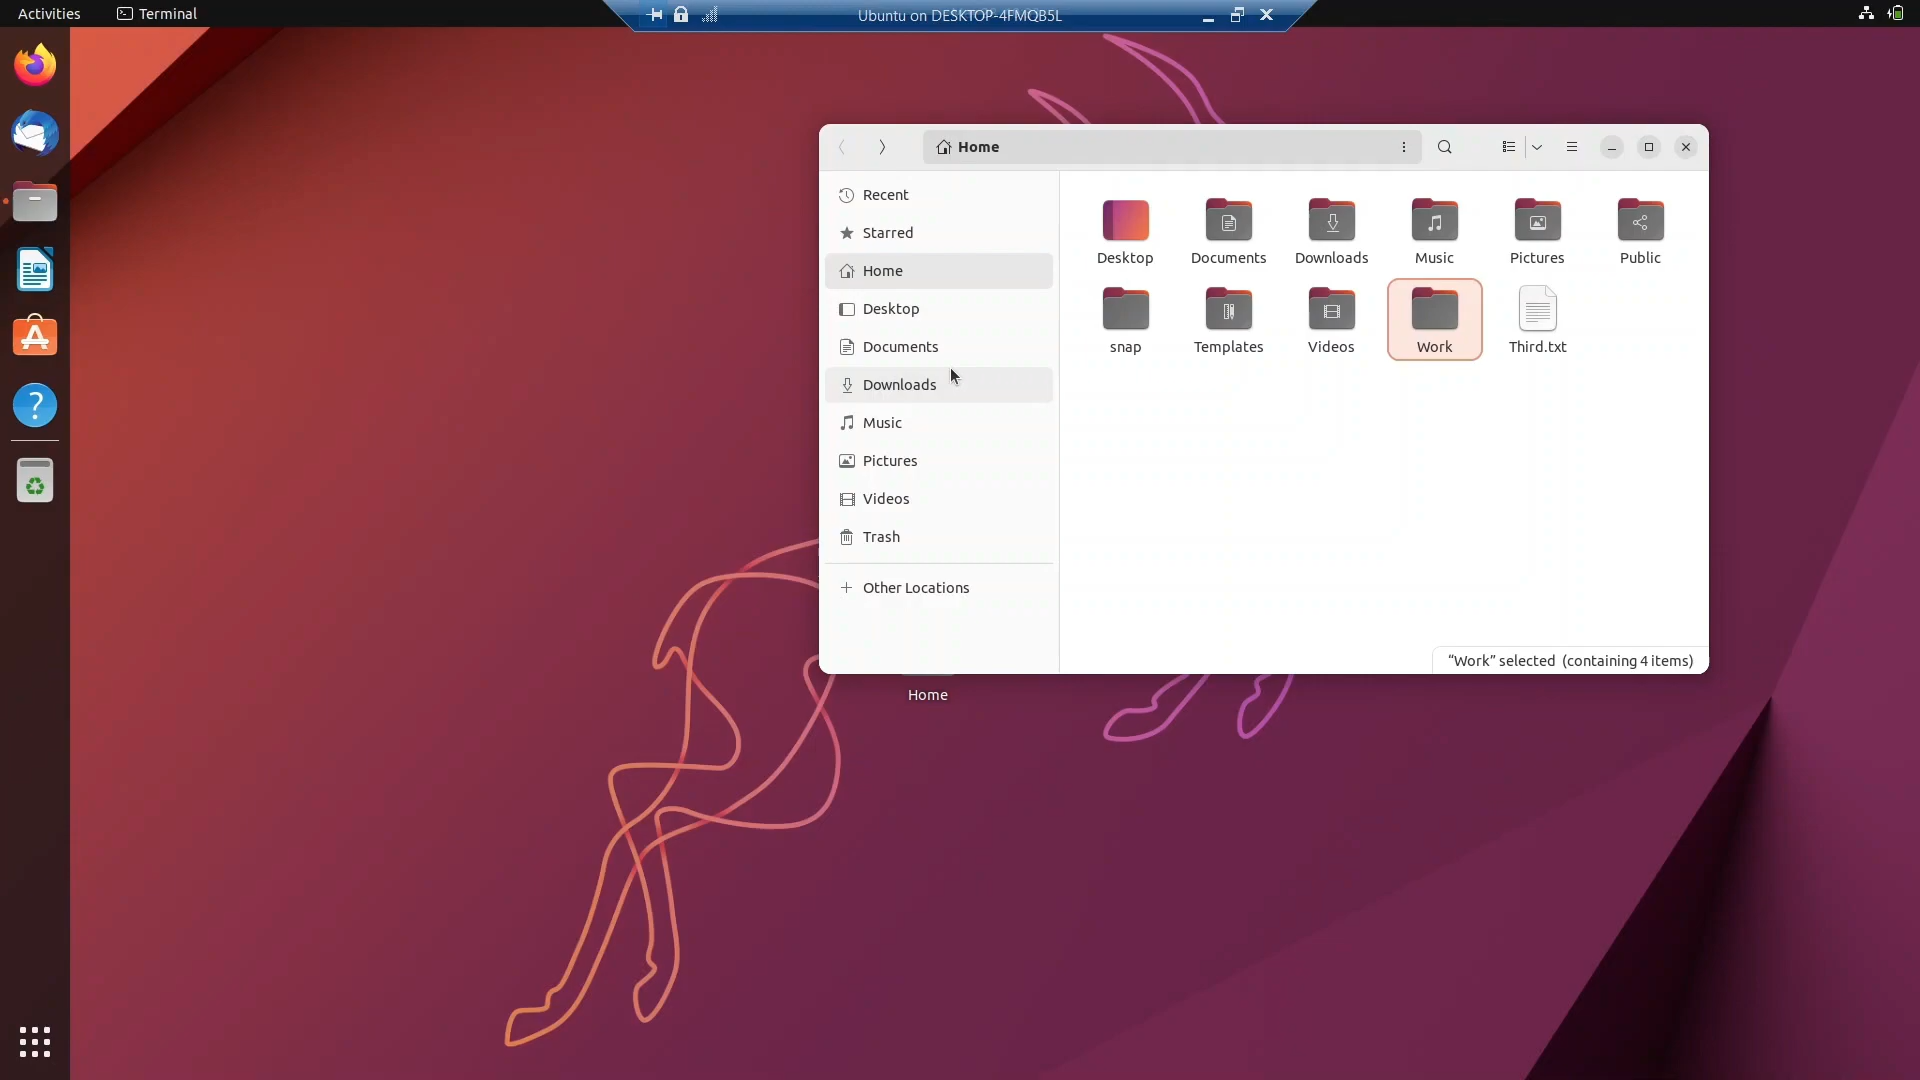 Activities
Terminal
Ubuntu on DESKTOP-4FMQB5L
Home
Recent
Starred
Home
Desktop
Documents
Downloads
Music
Pictures
Videos
Trash
Other Locations
Desktop
Documents
Downloads
Music
Pictures
Public
snap
Templates
Videos
Work
Third.txt
“Work” selected (containing 4 items)
Home